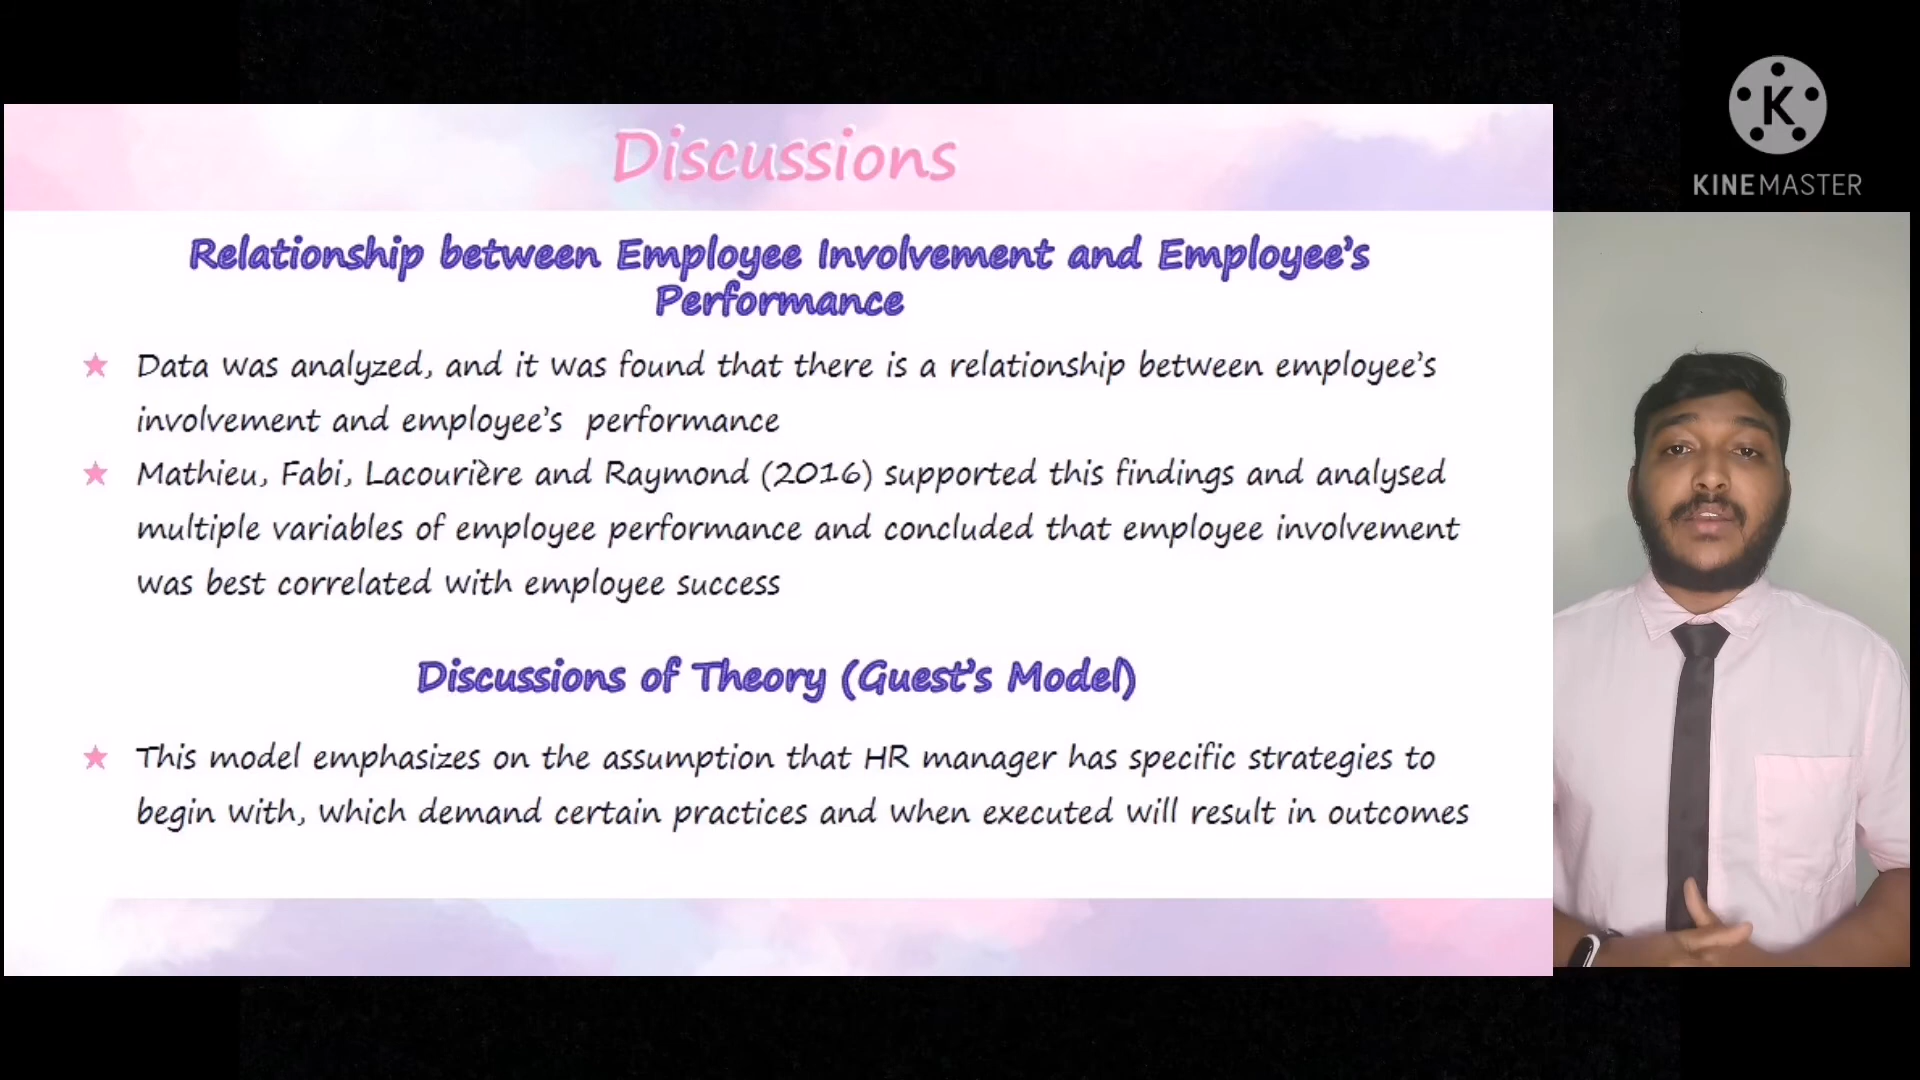 Discussions
KINEMASTER
Relationship between Employee Involvement and Employee's
Performance
Data was analyzed, and it was found that there is a relationship between employee's
involvement and employee's performance
Mathieu, Fabi, Lacourière and Raymond (2016) supported this findings and analysed
multiple variables of employee performance and concluded that employee involvement
was best correlated with employee success
Discussions of Theory (Guest's Model)
This model emphasizes on the assumption that HR manager has specific strategies to
begin with, which demand certain practices and when executed will result in outcomes